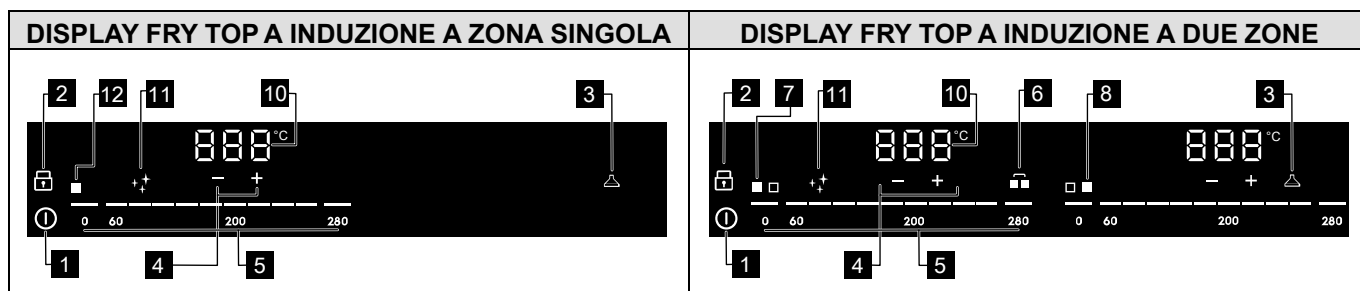 DISPLAY FRY TOP A INDUZIONE A ZONA SINGOLA
2 12 11 10 3
888 °C
− +
0 60 200 280
1 4 5
DISPLAY FRY TOP A INDUZIONE A DUE ZONE
2 7 11 10 6 8 3
888 °C 888 °C
− + − +
0 60 200 280 0 60 200 280
1 4 5